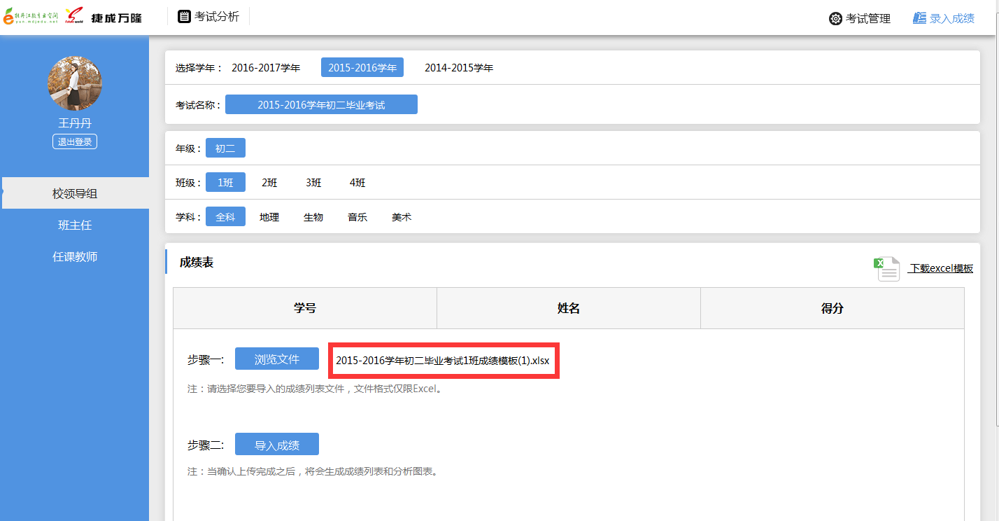 牡丹江教育云空间
yun.mdjedu.net
Future world
捷成万隆
考试分析
考试管理
录入成绩
王丹丹
退出登录
校领导组
班主任
任课教师
选择学年： 2016-2017学年 2015-2016学年 2014-2015学年
考试名称： 2015-2016学年初二毕业考试
年级： 初二
班级： 1班 2班 3班 4班
学科： 全科 地理 生物 音乐 美术
成绩表
下载excel模板
学号 姓名 得分
步骤一: 浏览文件 2015-2016学年初二毕业考试1班成绩模板(1).xlsx
注：请选择您要导入的成绩列表文件，文件格式仅限Excel。
步骤二: 导入成绩
注：当确认上传完成之后，将会生成成绩列表和分析图表。